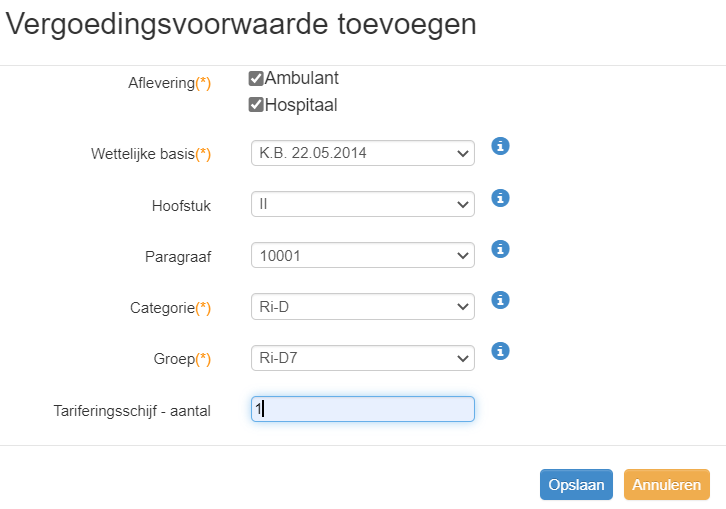 Vergoedingsvoorwaarde toevoegen
Aflevering(*)
Ambulant
Hospitaal
Wettelijke basis(*)
K.B. 22.05.2014
Hoofstuk
II
Paragraaf
10001
Categorie(*)
Ri-D
Groep(*)
Ri-D7
Tariferingsschijf - aantal
1
Opslaan
Annuleren